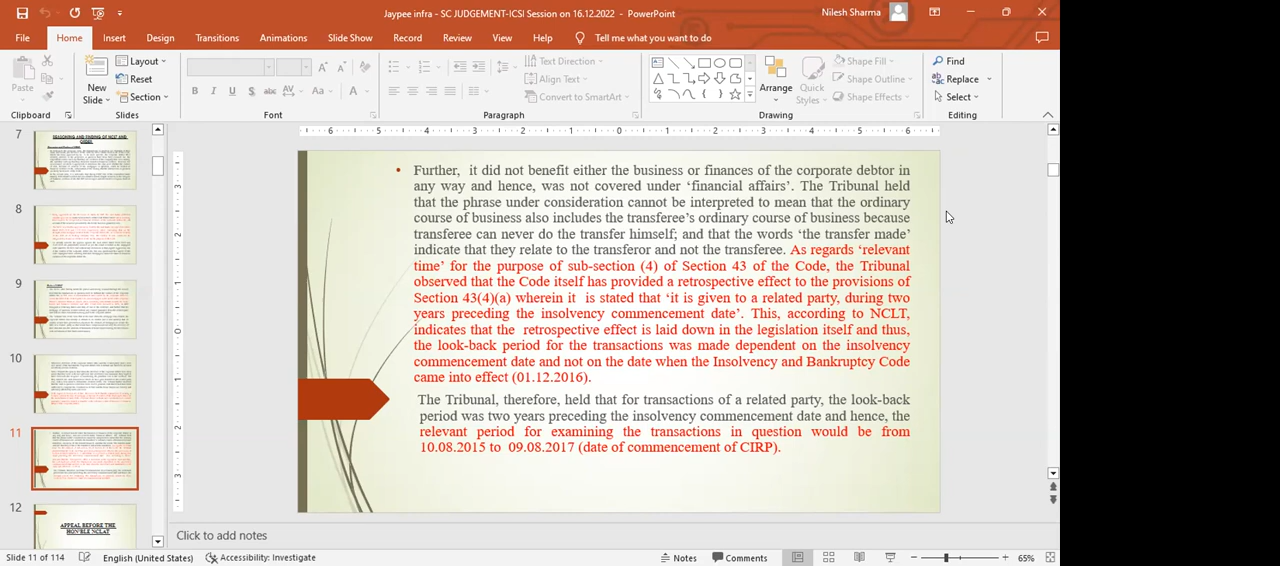 Jaypee infra - SC JUDGEMENT-ICSI Session on 16.12.2022 - PowerPoint
Nilesh Sharma
File Home Insert Design Transitions Animations Slide Show Record Review View Help Tell me what you want to do
Paste
New Slide
Layout
Reset
Section
Text Direction
Align Text
Convert to SmartArt
Arrange
Quick Styles
Shape Fill
Shape Outline
Shape Effects
Find
Replace
Select
Clipboard Slides Font Paragraph Drawing Editing
7
8
9
10
11
12
APPEAL BEFORE THE
HON'BLE NCLAT
Further, it did not benefit either the business or finances of the corporate debtor in
any way and hence, was not covered under ‘financial affairs’. The Tribunal held
that the phrase under consideration cannot be interpreted to mean that the ordinary
course of business includes the transferee’s ordinary course of business because
transferee can never do the transfer himself; and that the words ‘the transfer made’
indicate that they relate to the transferor and not the transferee. As regards ‘relevant
time’ for the purpose of sub-section (4) of Section 43 of the Code, the Tribunal
observed that the Code itself has provided a retrospective effect in the provisions of
Section 43(4)(a), wherein it is stated that ‘it is given to a related party, during two
years preceding the insolvency commencement date’. This according to NCLT,
indicates that the retrospective effect is laid down in the legislation itself and thus,
the look-back period for the transactions was made dependent on the insolvency
commencement date and not on the date when the Insolvency and Bankruptcy Code
came into effect (01.12.2016).
The Tribunal, therefore, held that for transactions of a related party, the look-back
period was two years preceding the insolvency commencement date and hence, the
relevant period for examining the transactions in question would be from
10.08.2015 to 09.08.2017 (date of commencement of CIRP).
Click to add notes
Slide 11 of 114 English (United States) Accessibility: Investigate Notes Comments 65%